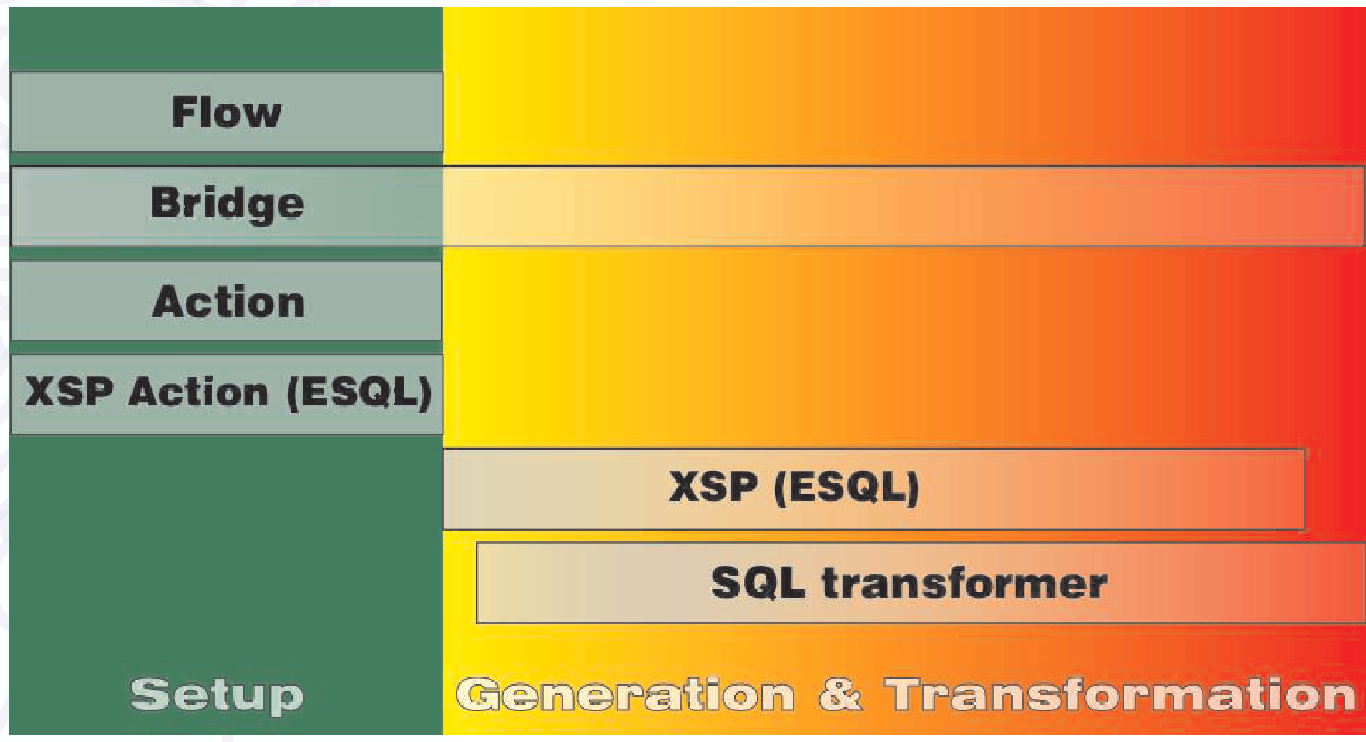 Flow
Bridge
Action
XSP Action (ESQL)
XSP (ESQL)
SQL transformer
Setup
Generation & Transformation